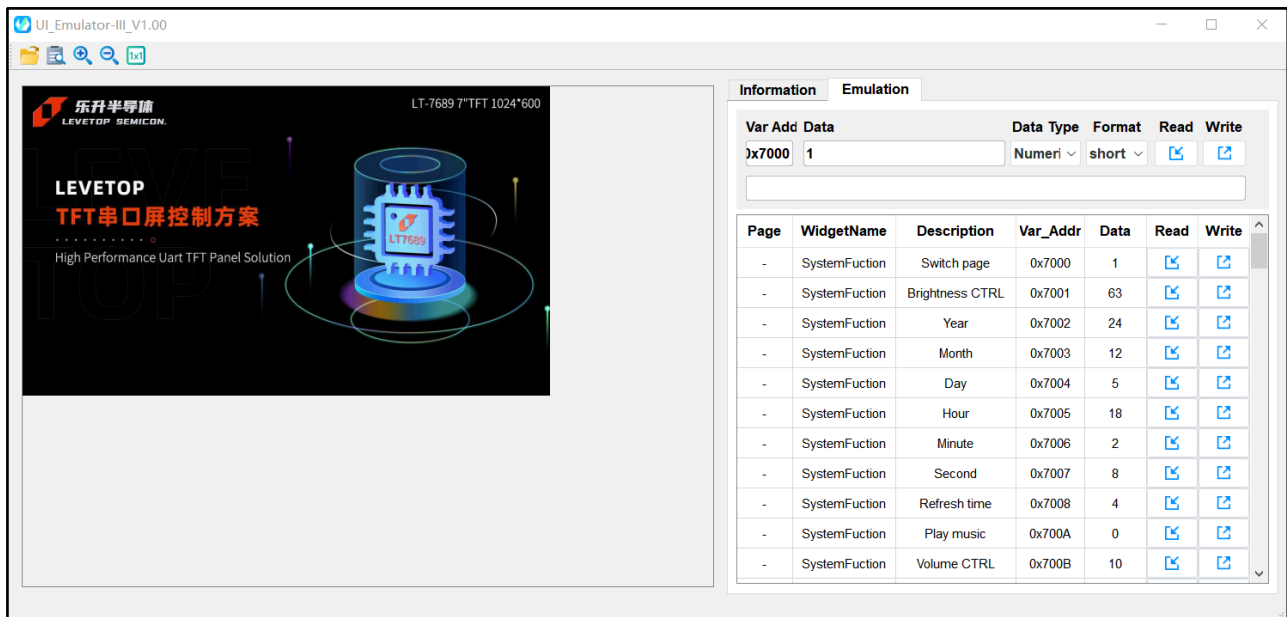 UI_Emulator-III_V1.00
1x1
乐升半导体
LEVETOP SEMICON.
LT-7689 7"TFT 1024*600
LEVE
TOP
LEVETOP
TFT串口屏控制方案
High Performance Uart TFT Panel Solution
LT7689
Information Emulation
Var Add Data Data Type Format Read Write
0x7000 1 Numeri short
Page WidgetName Description Var_Addr Data Read Write
- SystemFuction Switch page 0x7000 1
- SystemFuction Brightness CTRL 0x7001 63
- SystemFuction Year 0x7002 24
- SystemFuction Month 0x7003 12
- SystemFuction Day 0x7004 5
- SystemFuction Hour 0x7005 18
- SystemFuction Minute 0x7006 2
- SystemFuction Second 0x7007 8
- SystemFuction Refresh time 0x7008 4
- SystemFuction Play music 0x700A 0
- SystemFuction Volume CTRL 0x700B 10